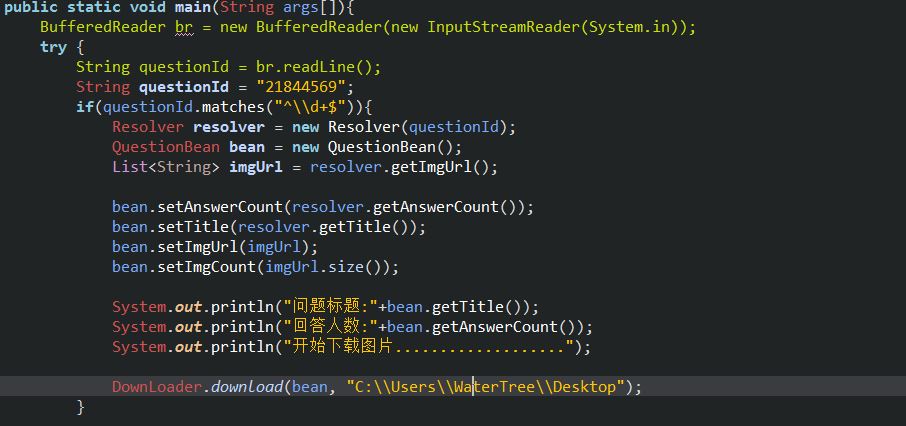 public static void main(String args[]){
BufferedReader br = new BufferedReader(new InputStreamReader(System.in));
try {
String questionId = br.readLine();
String questionId = "21844569";
if(questionId.matches("^\\d+$")){
Resolver resolver = new Resolver(questionId);
QuestionBean bean = new QuestionBean();
List<String> imgUrl = resolver.getImgUrl();
bean.setAnswerCount(resolver.getAnswerCount());
bean.setTitle(resolver.getTitle());
bean.setImgUrl(imgUrl);
bean.setImgCount(imgUrl.size());
System.out.println("问题标题:"+bean.getTitle());
System.out.println("回答人数:"+bean.getAnswerCount());
System.out.println("开始下载图片...................");
DownLoader.download(bean, "C:\\Users\\WaterTree\\Desktop");
}